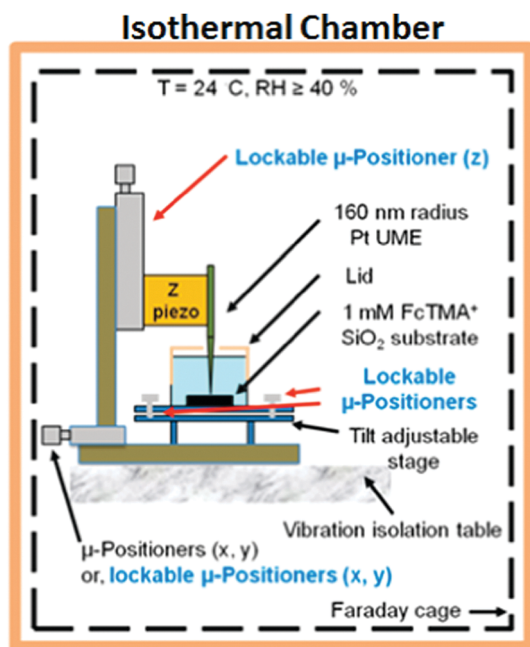 Isothermal Chamber
T = 24 C, RH ≥ 40 %
Lockable µ-Positioner (z)
160 nm radius
Pt UME
Lid
Z
piezo
1 mM FcTMA⁺
SiO₂ substrate
Lockable
µ-Positioners
Tilt adjustable
stage
Vibration isolation table
µ-Positioners (x, y)
or, lockable µ-Positioners (x, y)
Faraday cage